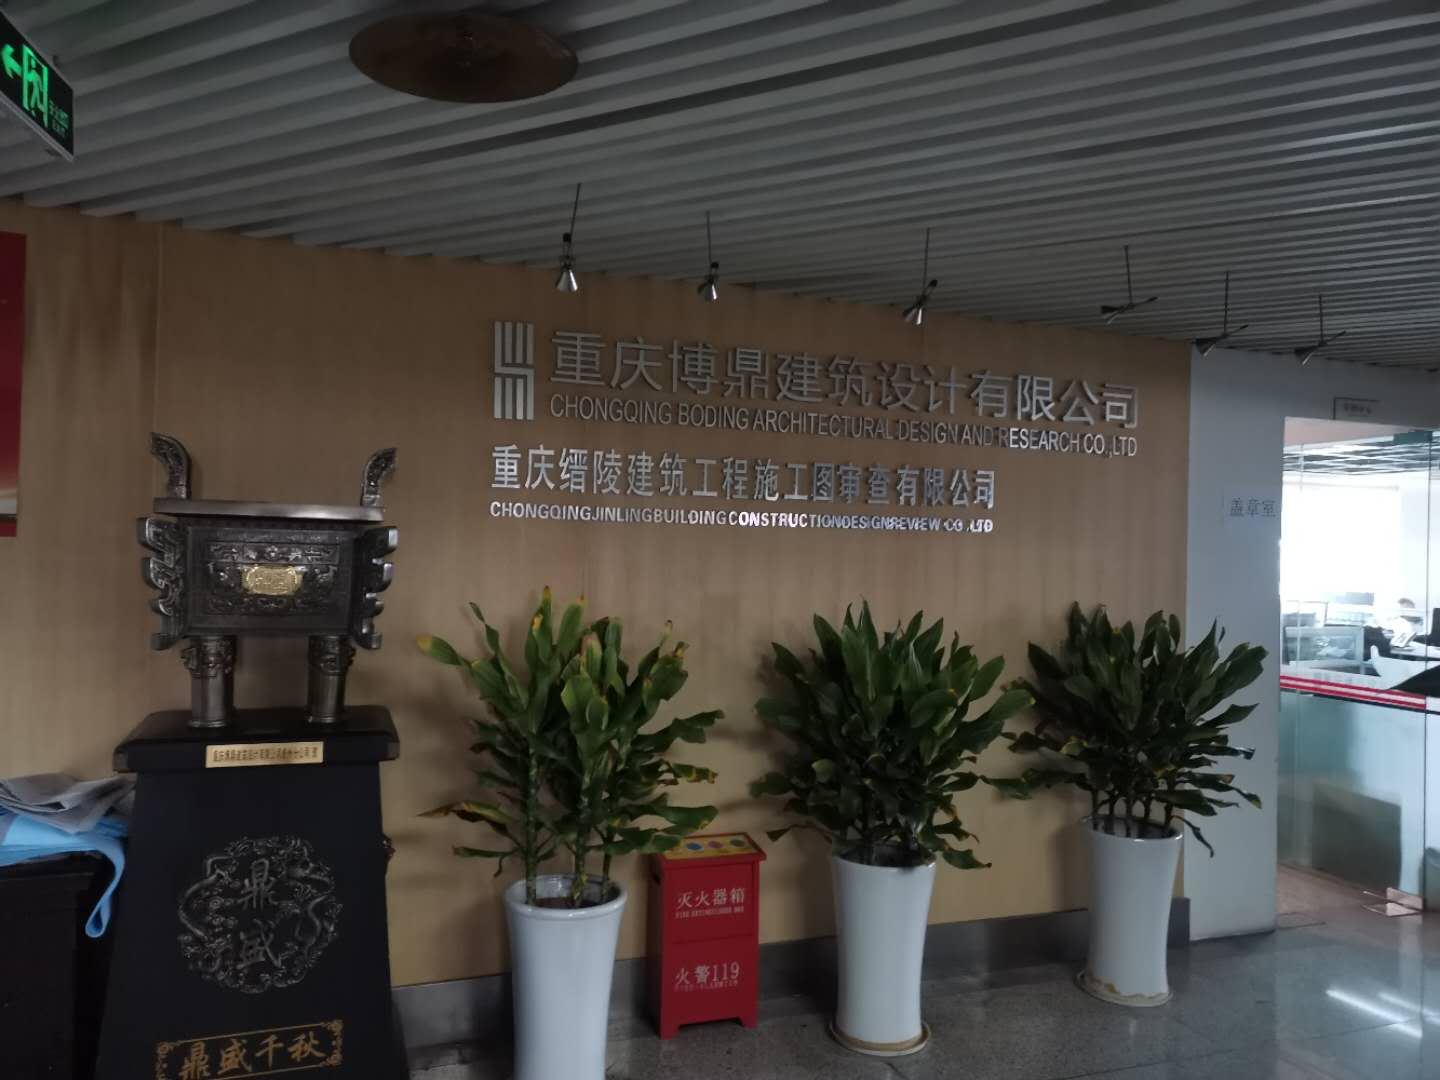 重庆博鼎建筑设计有限公司
CHONGQING BODING ARCHITECTURAL DESIGN AND RESEARCH CO.,LTD
重庆缙陵建筑工程施工图审查有限公司
CHONGQINGJINLINGBUILDINGCONSTRUCTIONDESIGNREVIEW CO.,LTD
盖章室
鼎
盛
鼎盛千秋
灭火器箱
FIRE EXTINGUISHER BOX
火警119